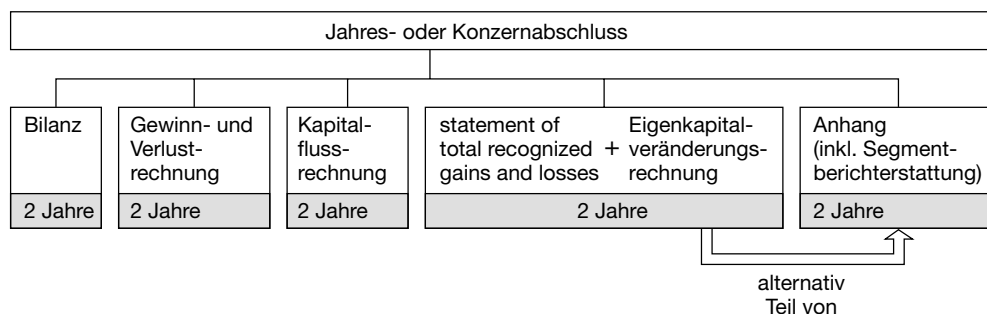 Jahres- oder Konzernabschluss
Bilanz
2 Jahre
Gewinn- und
Verlust-
rechnung
2 Jahre
Kapital-
fluss-
rechnung
2 Jahre
statement of
total recognized
gains and losses
+
Eigenkapital-
veränderungs-
rechnung
2 Jahre
Anhang
(inkl. Segment-
berichterstattung)
2 Jahre
alternativ
Teil von